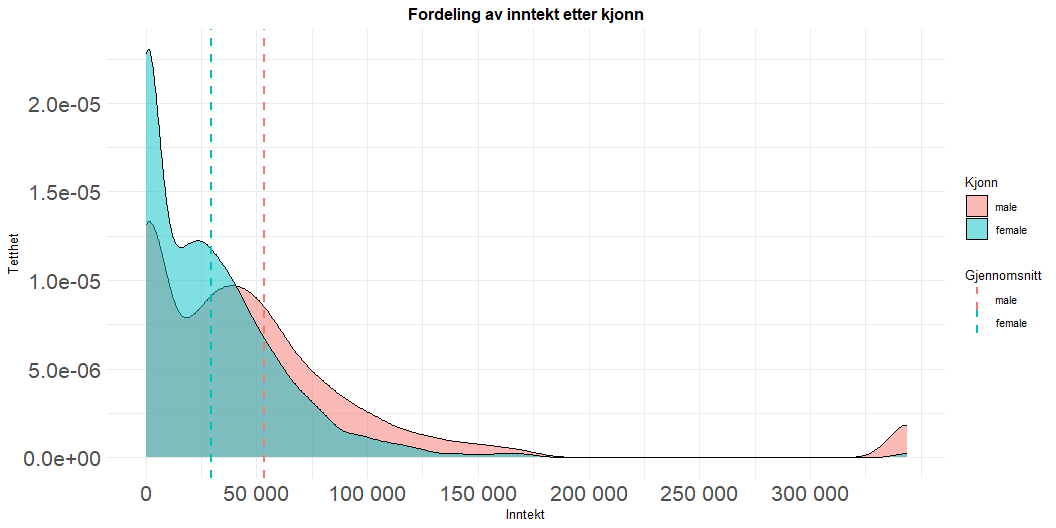 Fordeling av inntekt etter kjonn
Tetthet
2.0e-05
1.5e-05
1.0e-05
5.0e-06
0.0e+00
0
50 000
100 000
150 000
200 000
250 000
300 000
Inntekt
Kjonn
male
female
Gjennomsnitt
male
female